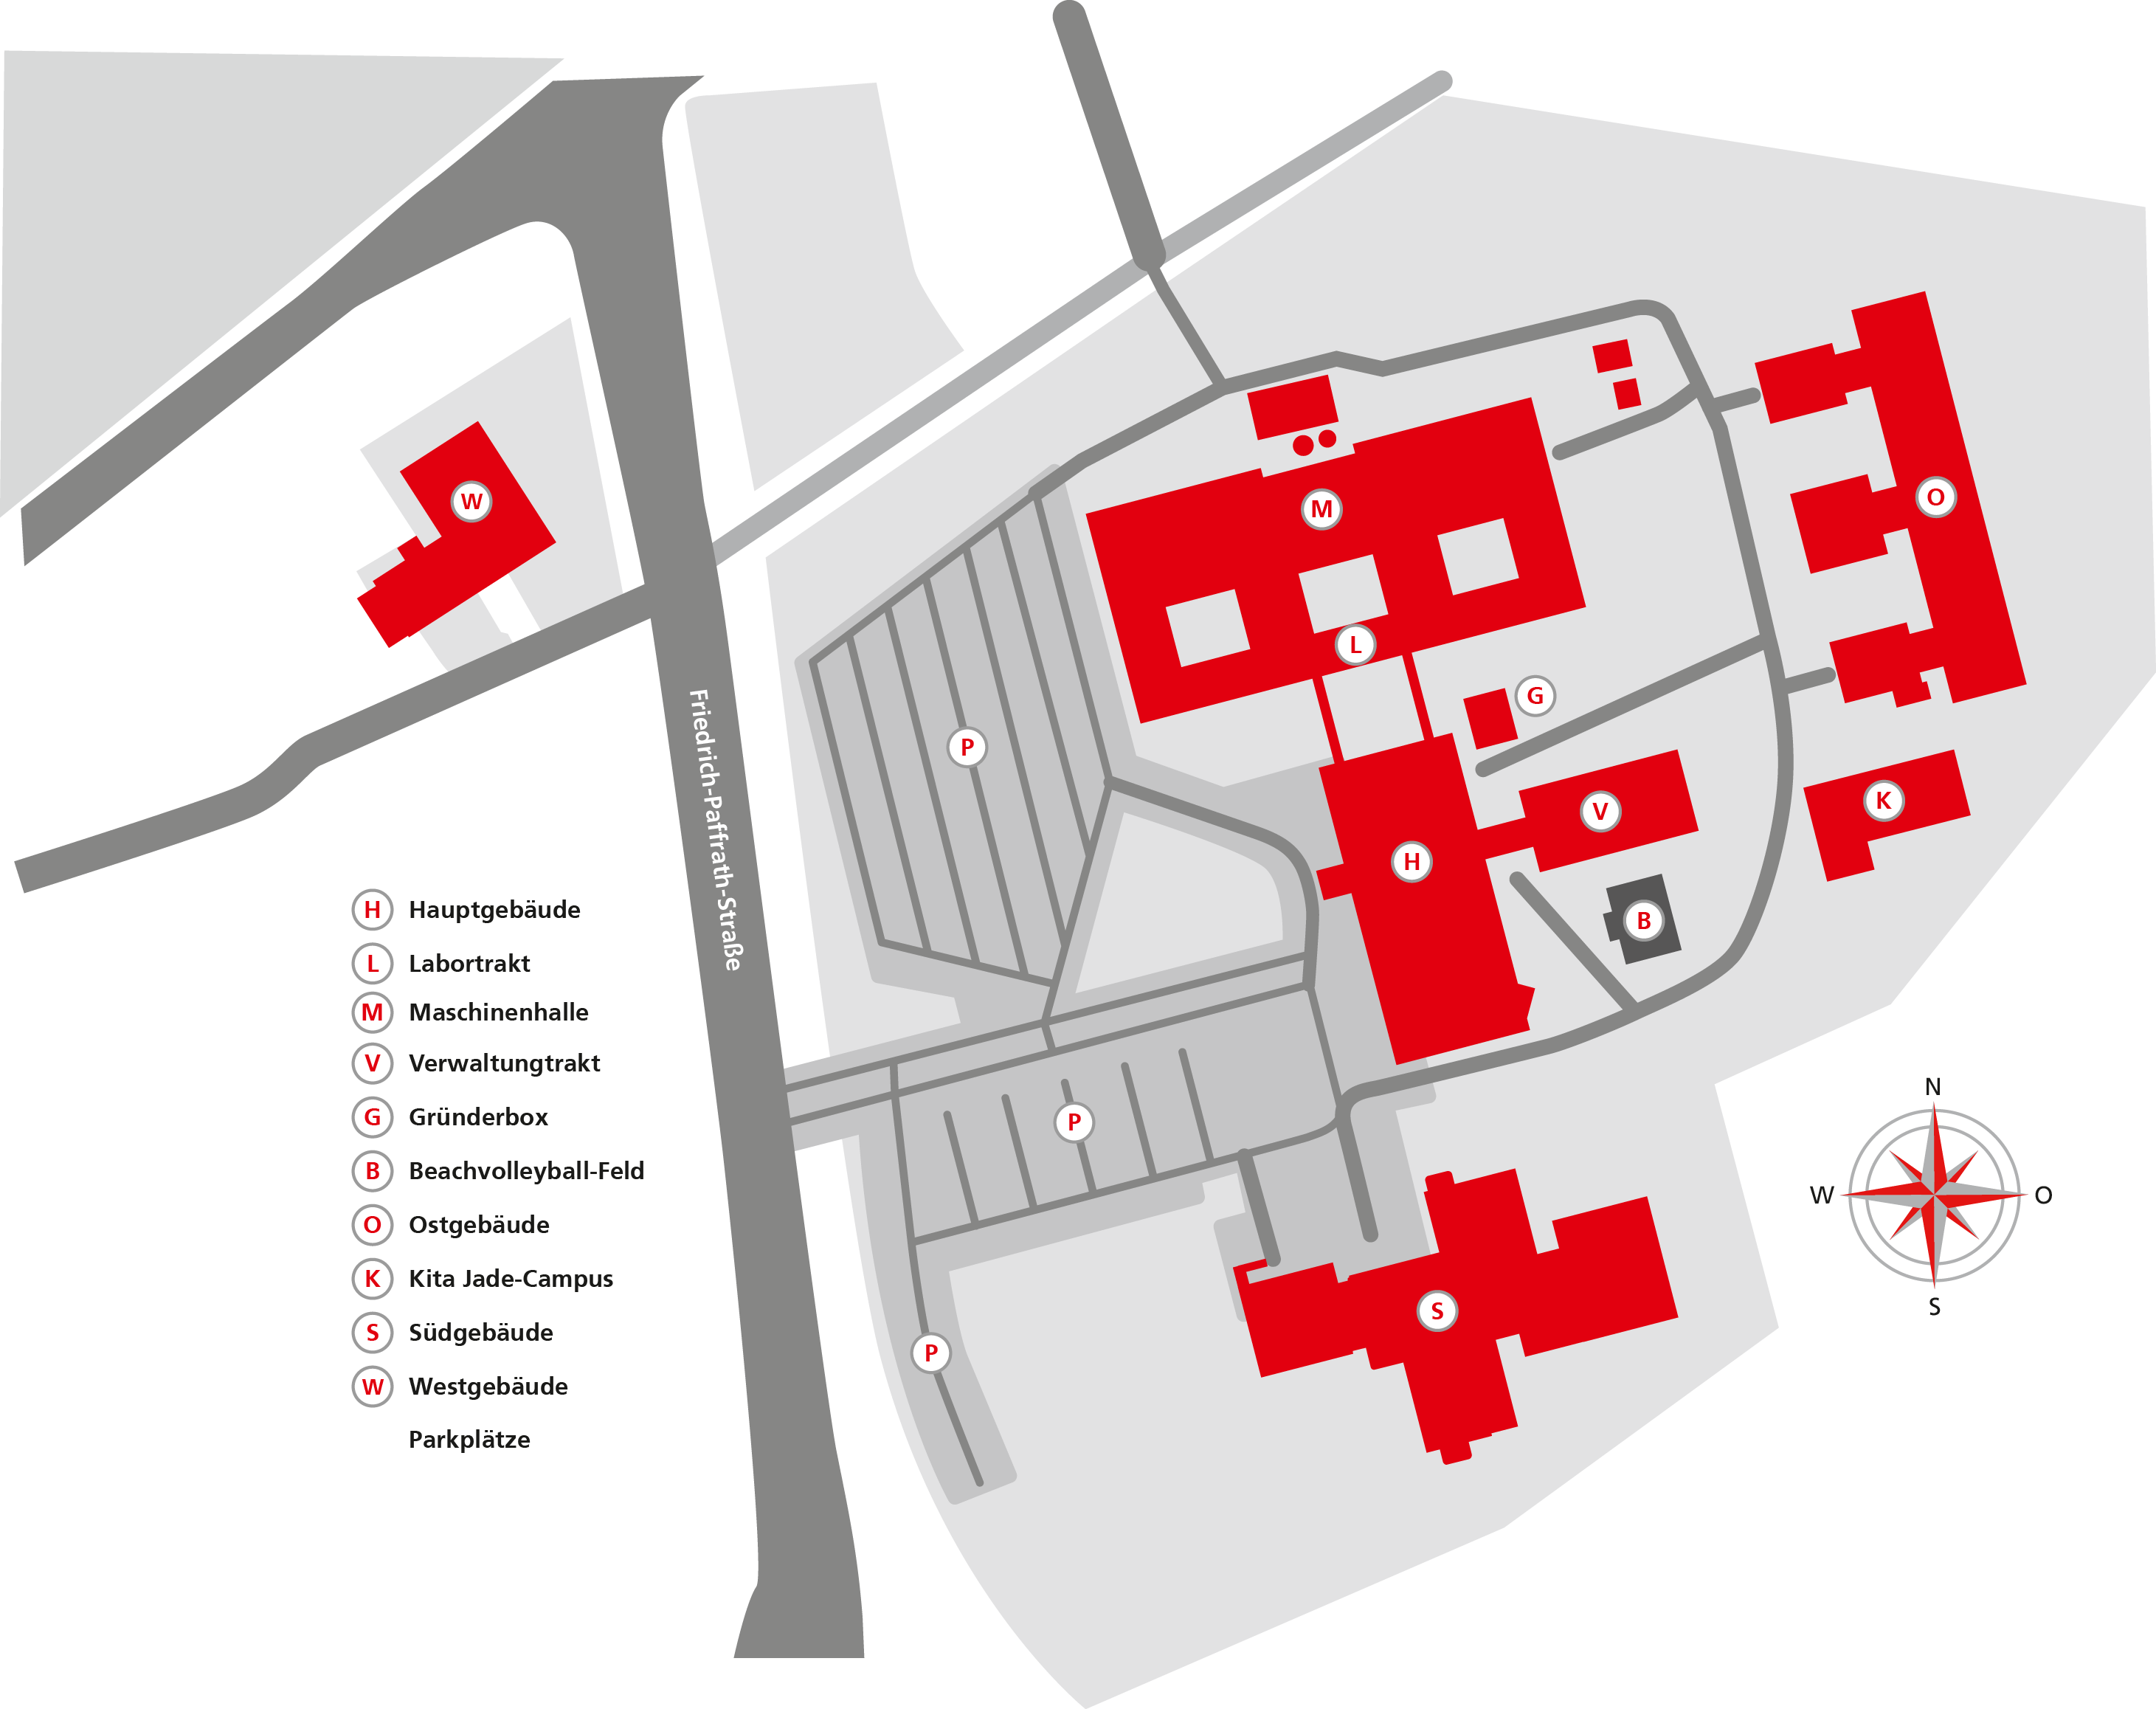 W
M
O
L
G
P
V
K
H
B
Friedrich-Paffrath-Straße
H Hauptgebäude
L Labortrakt
M Maschinenhalle
V Verwaltungtrakt
G Gründerbox
B Beachvolleyball-Feld
O Ostgebäude
K Kita Jade-Campus
S Südgebäude
W Westgebäude
Parkplätze
P
S
P
N
W O
S